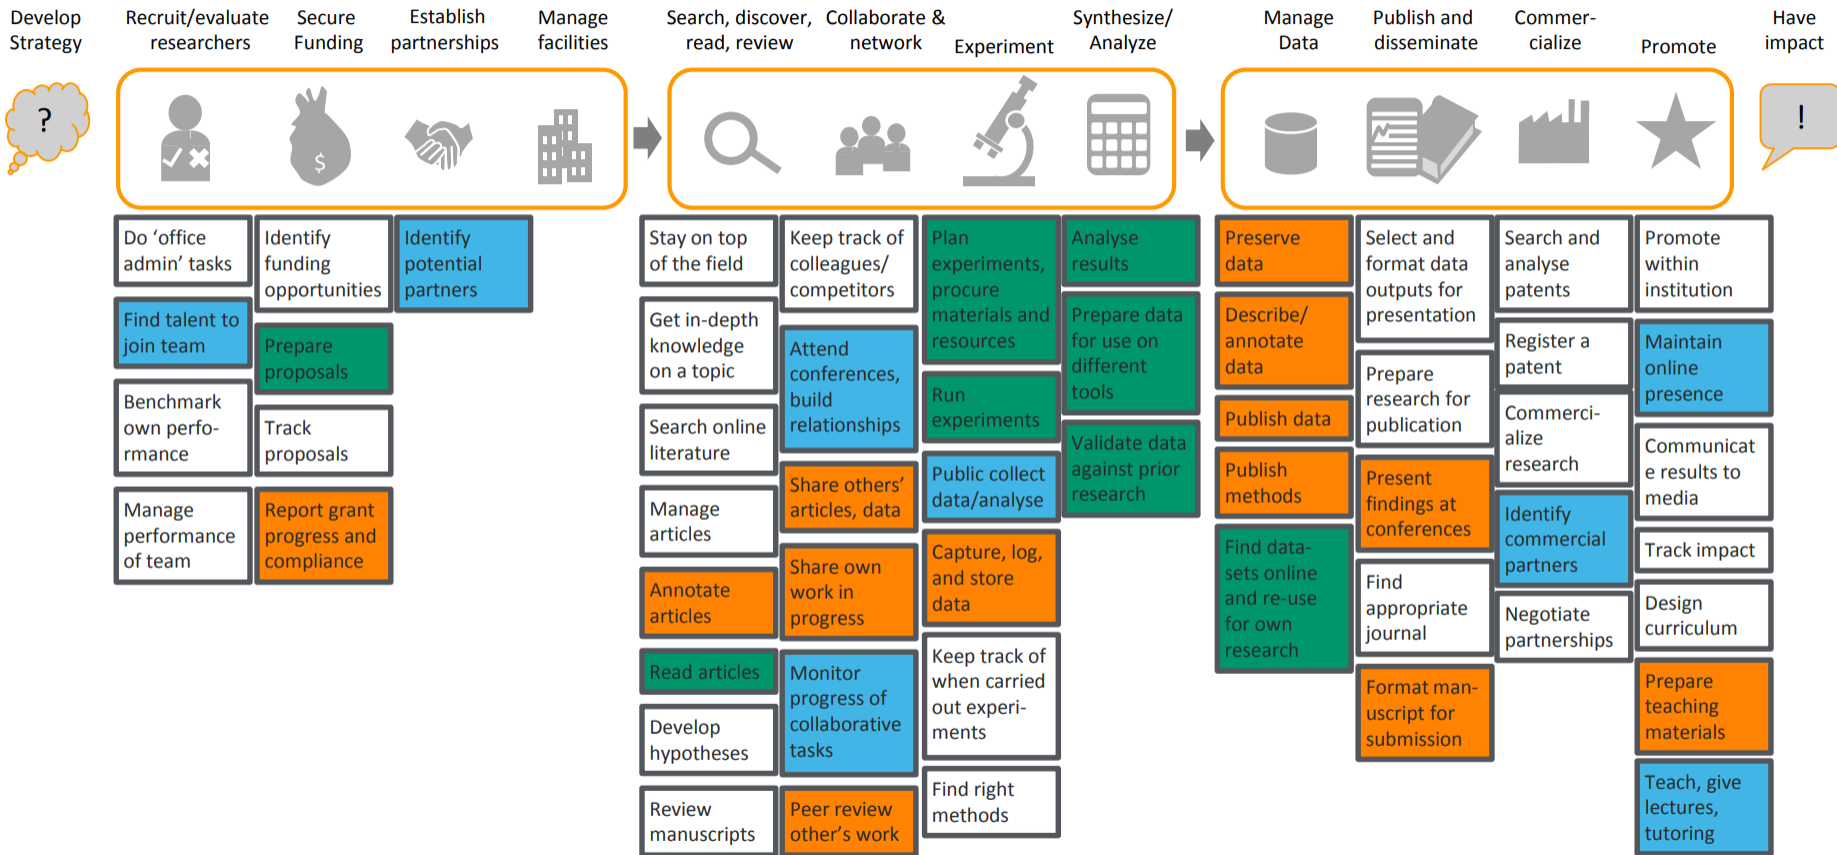 Develop
Strategy
Recruit/evaluate
researchers
Secure
Funding
Establish
partnerships
Manage
facilities
Search, discover,
read, review
Collaborate &
network
Experiment
Synthesize/
Analyze
Manage
Data
Publish and
disseminate
Commer-
cialize
Promote
Have
impact
?
$
!
Do ‘office
admin’ tasks
Find talent to
join team
Benchmark
own perfo-
rmance
Manage
performance
of team
Identify
funding
opportunities
Prepare
proposals
Track
proposals
Report grant
progress and
compliance
Identify
potential
partners
Stay on top
of the field
Get in-depth
knowledge
on a topic
Search online
literature
Manage
articles
Annotate
articles
Read articles
Develop
hypotheses
Review
manuscripts
Keep track of
colleagues/
competitors
Attend
conferences,
build
relationships
Share others’
articles, data
Share own
work in
progress
Monitor
progress of
collaborative
tasks
Peer review
other’s work
Plan
experiments,
procure
materials and
resources
Run
experiments
Public collect
data/analyse
Capture, log,
and store
data
Keep track of
when carried
out experi-
ments
Find right
methods
Analyse
results
Prepare data
for use on
different
tools
Validate data
against prior
research
Preserve
data
Describe/
annotate
data
Publish data
Publish
methods
Find data-
sets online
and re-use
for own
research
Select and
format data
outputs for
presentation
Prepare
research for
publication
Present
findings at
conferences
Find
appropriate
journal
Format man-
uscript for
submission
Search and
analyse
patents
Register a
patent
Commerci-
alize
research
Identify
commercial
partners
Negotiate
partnerships
Promote
within
institution
Maintain
online
presence
Communicat
e results to
media
Track impact
Design
curriculum
Prepare
teaching
materials
Teach, give
lectures,
tutoring